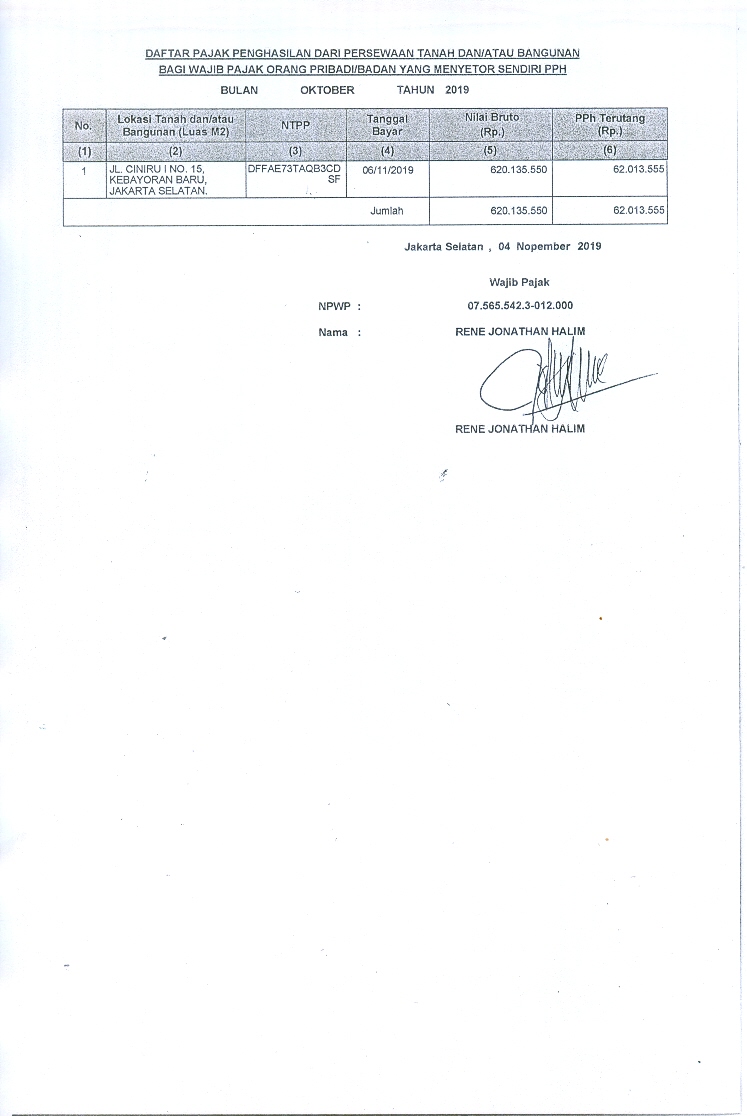 DAFTAR PAJAK PENGHASILAN DARI PERSEWAAN TANAH DAN/ATAU BANGUNAN
BAGI WAJIB PAJAK ORANG PRIBADI/BADAN YANG MENYETOR SENDIRI PPH
BULAN OKTOBER TAHUN 2019
No. Lokasi Tanah dan/atau Bangunan (Luas M2) NTPP Tanggal Bayar Nilai Bruto (Rp.) PPh Terutang (Rp.)
(1) (2) (3) (4) (5) (6)
1 JL. CINIRU I NO. 15, DFFAE73TAQB3CD 06/11/2019 620.135.550 62.013.555
KEBAYORAN BARU, SF
JAKARTA SELATAN.
Jumlah 620.135.550 62.013.555
Jakarta Selatan , 04 Nopember 2019
Wajib Pajak
NPWP : 07.565.542.3-012.000
Nama : RENE JONATHAN HALIM
RENE JONATHAN HALIM